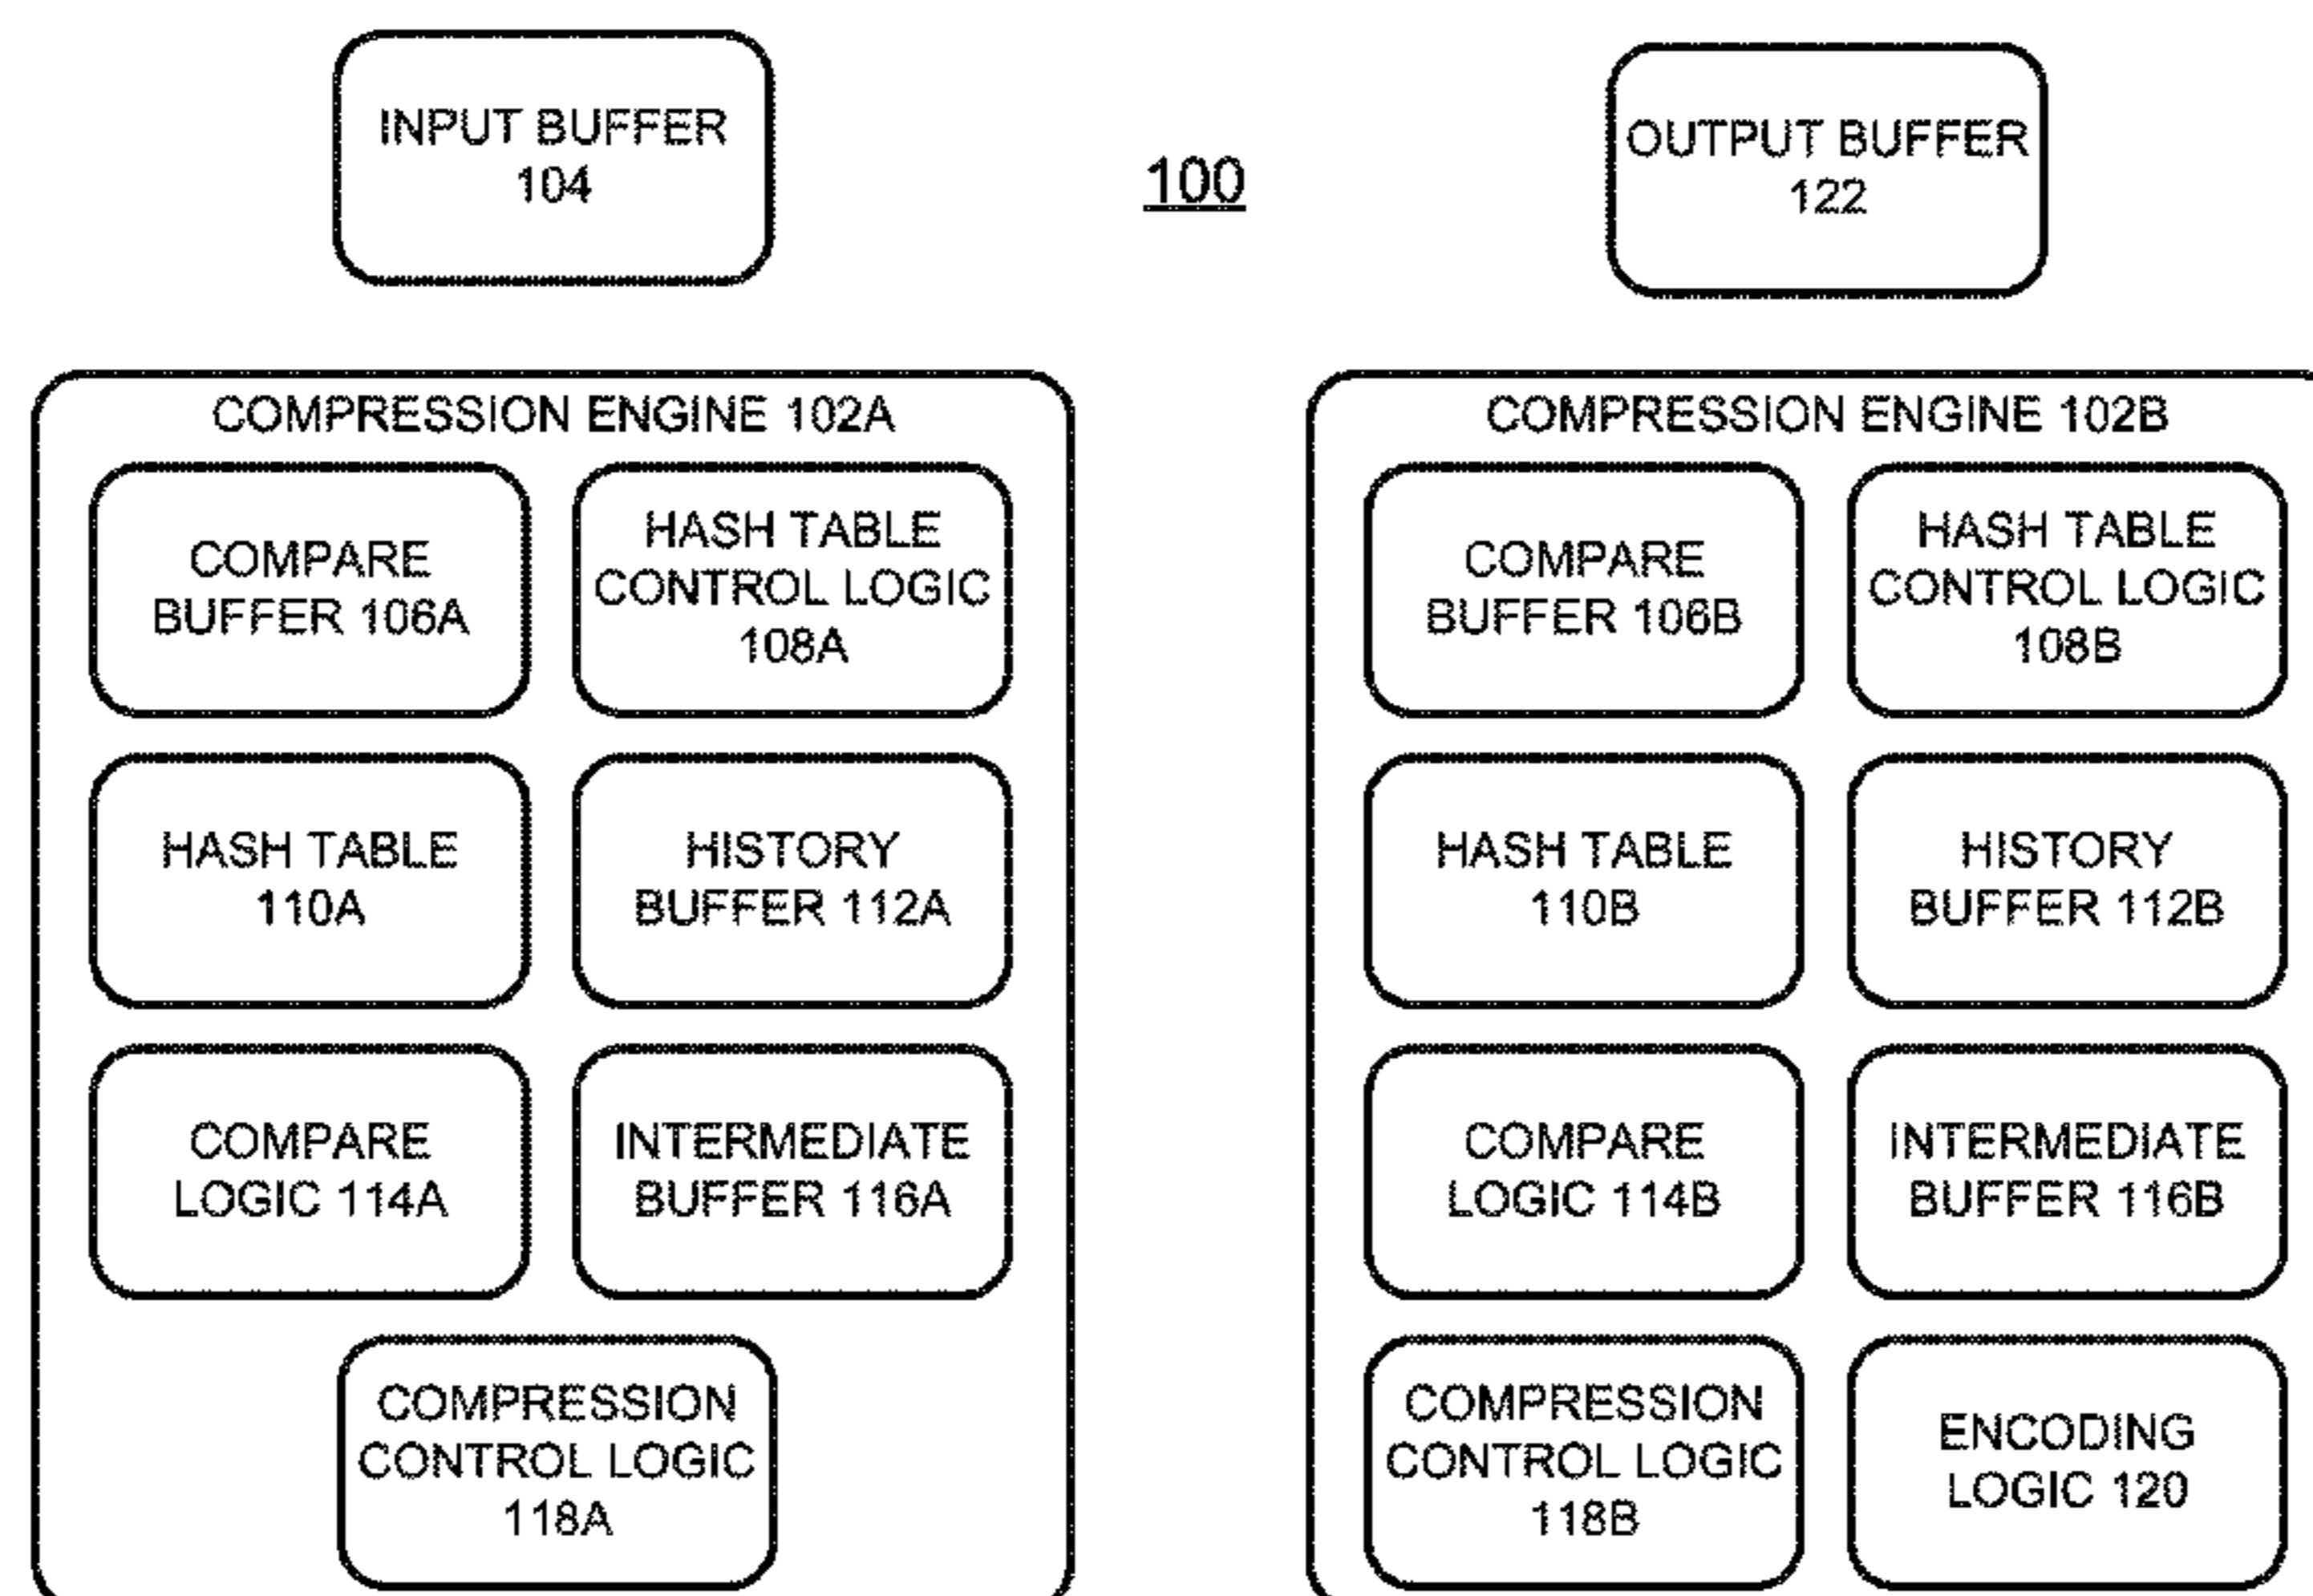 INPUT BUFFER
104
100
OUTPUT BUFFER
122
COMPRESSION ENGINE 102A
COMPARE
BUFFER 106A
HASH TABLE
CONTROL LOGIC
108A
HASH TABLE
110A
HISTORY
BUFFER 112A
COMPARE
LOGIC 114A
INTERMEDIATE
BUFFER 116A
COMPRESSION
CONTROL LOGIC
118A
COMPRESSION ENGINE 102B
COMPARE
BUFFER 106B
HASH TABLE
CONTROL LOGIC
108B
HASH TABLE
110B
HISTORY
BUFFER 112B
COMPARE
LOGIC 114B
INTERMEDIATE
BUFFER 116B
COMPRESSION
CONTROL LOGIC
118B
ENCODING
LOGIC 120